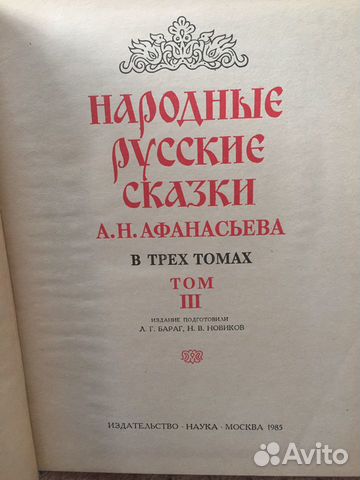 НАРОДНЫЕ
РУССКИЕ
СКАЗКИ
А.Н. АФАНАСЬЕВА
В ТРЕХ ТОМАХ
ТОМ
III
ИЗДАНИЕ ПОДГОТОВИЛИ
Л. Г. БАРАГ, Н. В. НОВИКОВ
ИЗДАТЕЛЬСТВО · НАУКА · МОСКВА 1985
Avito